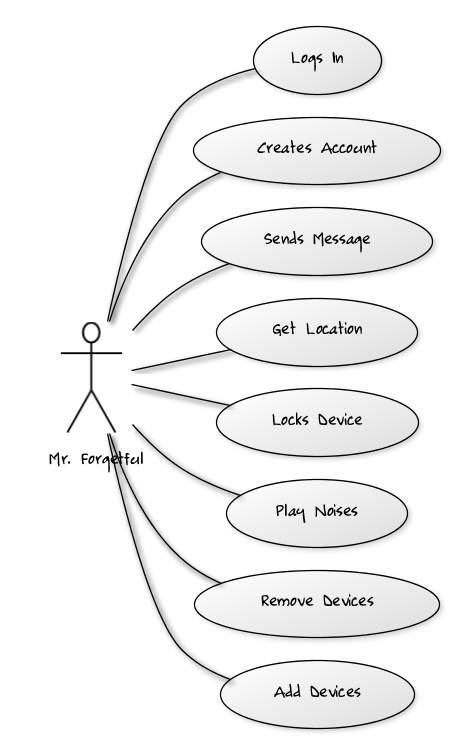 Logs In
Creates Account
Sends Message
Get Location
Locks Device
Mr. Forgetful
Play Noises
Remove Devices
Add Devices